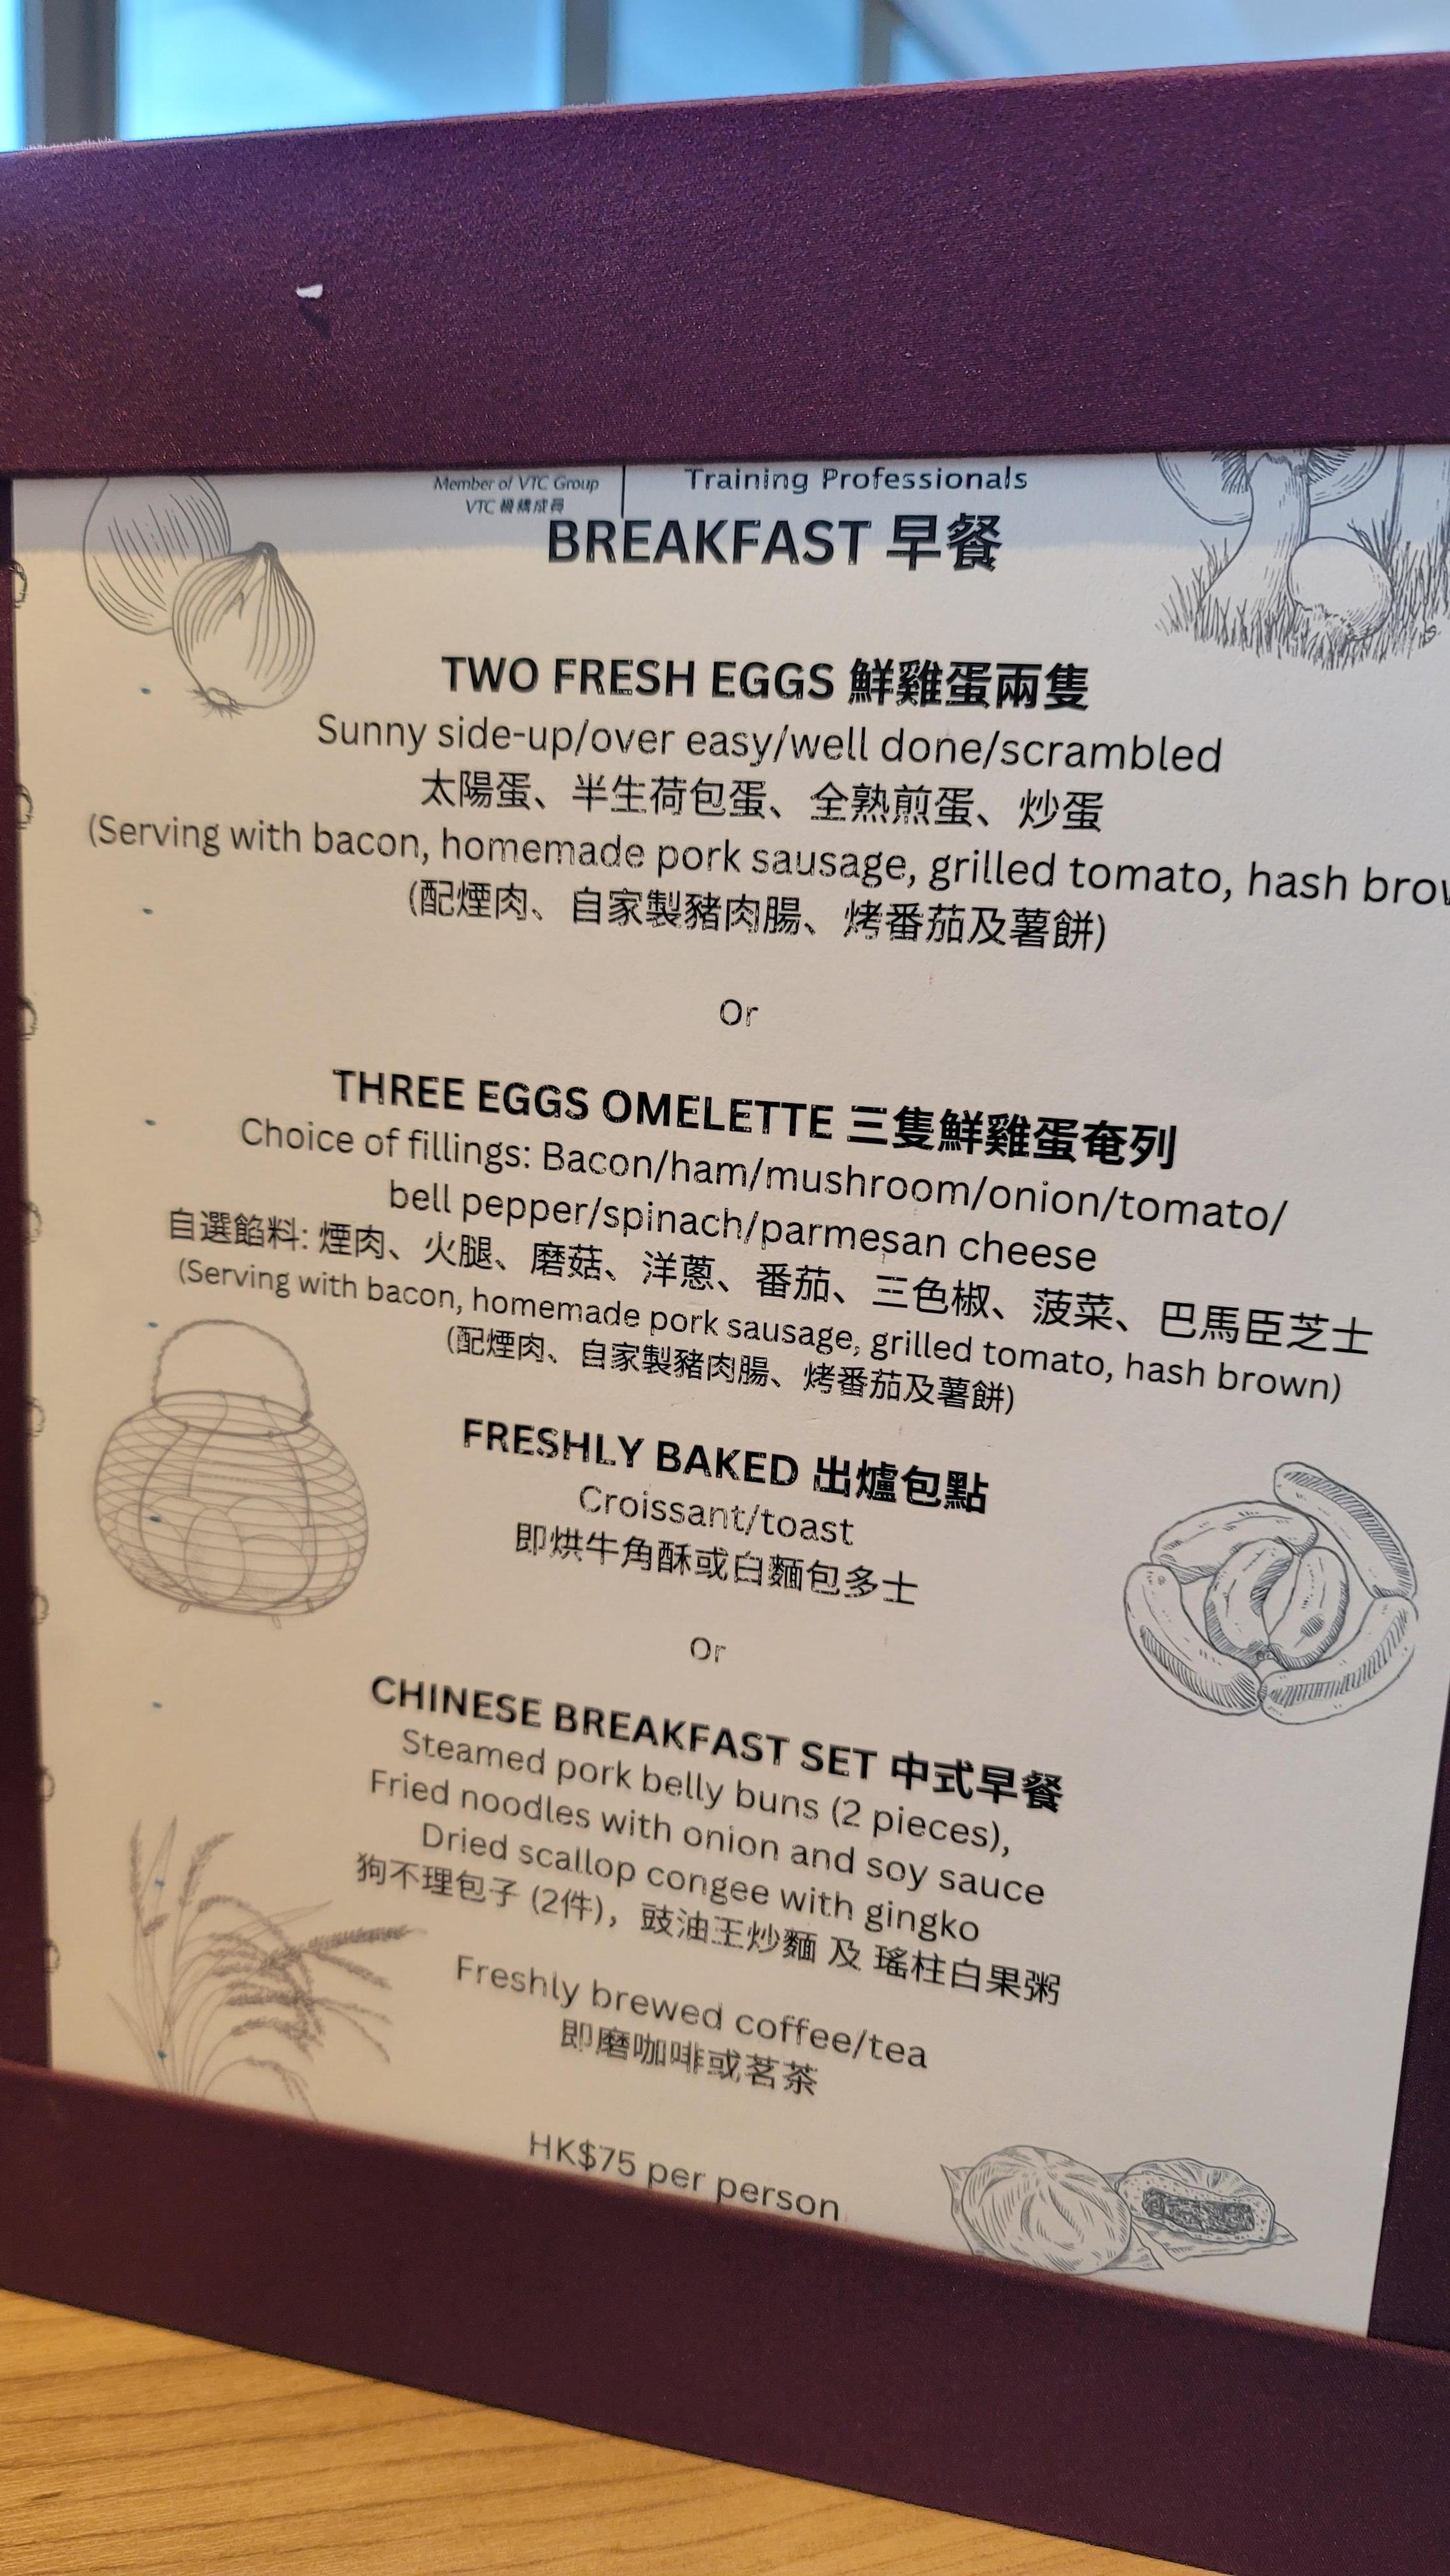 Member of VTC Group
VTC 機構成員
Training Professionals
BREAKFAST 早餐
TWO FRESH EGGS 鮮雞蛋兩隻
Sunny side-up/over easy/well done/scrambled
太陽蛋、半生荷包蛋、全熟煎蛋、炒蛋
(Serving with bacon, homemade pork sausage, grilled tomato, hash brow
(配煙肉、自家製豬肉腸、烤番茄及薯餅)
Or
THREE EGGS OMELETTE 三隻鮮雞蛋奄列
Choice of fillings: Bacon/ham/mushroom/onion/tomato/
bell pepper/spinach/parmesan cheese
自選餡料: 煙肉、火腿、磨菇、洋蔥、番茄、三色椒、菠菜、巴馬臣芝士
(Serving with bacon, homemade pork sausage, grilled tomato, hash brown)
(配煙肉、自家製豬肉腸、烤番茄及薯餅)
FRESHLY BAKED 出爐包點
Croissant/toast
即烘牛角酥或白麵包多士
Or
CHINESE BREAKFAST SET 中式早餐
Steamed pork belly buns (2 pieces),
Fried noodles with onion and soy sauce
Dried scallop congee with gingko
狗不理包子 (2件)，豉油王炒麵 及 瑤柱白果粥
Freshly brewed coffee/tea
即磨咖啡或茗茶
HK$75 per person